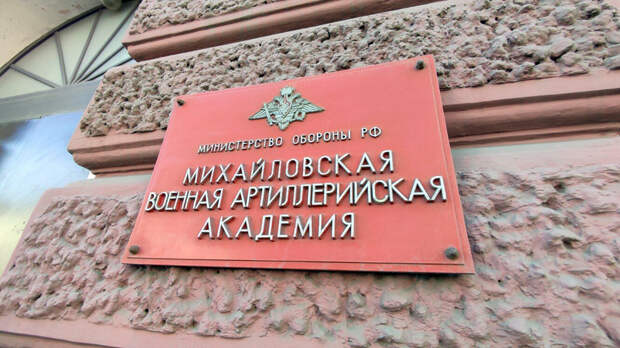 МИНИСТЕРСТВО ОБОРОНЫ РФ
МИХАЙЛОВСКАЯ
ВОЕННАЯ АРТИЛЛЕРИЙСКАЯ
АКАДЕМИЯ